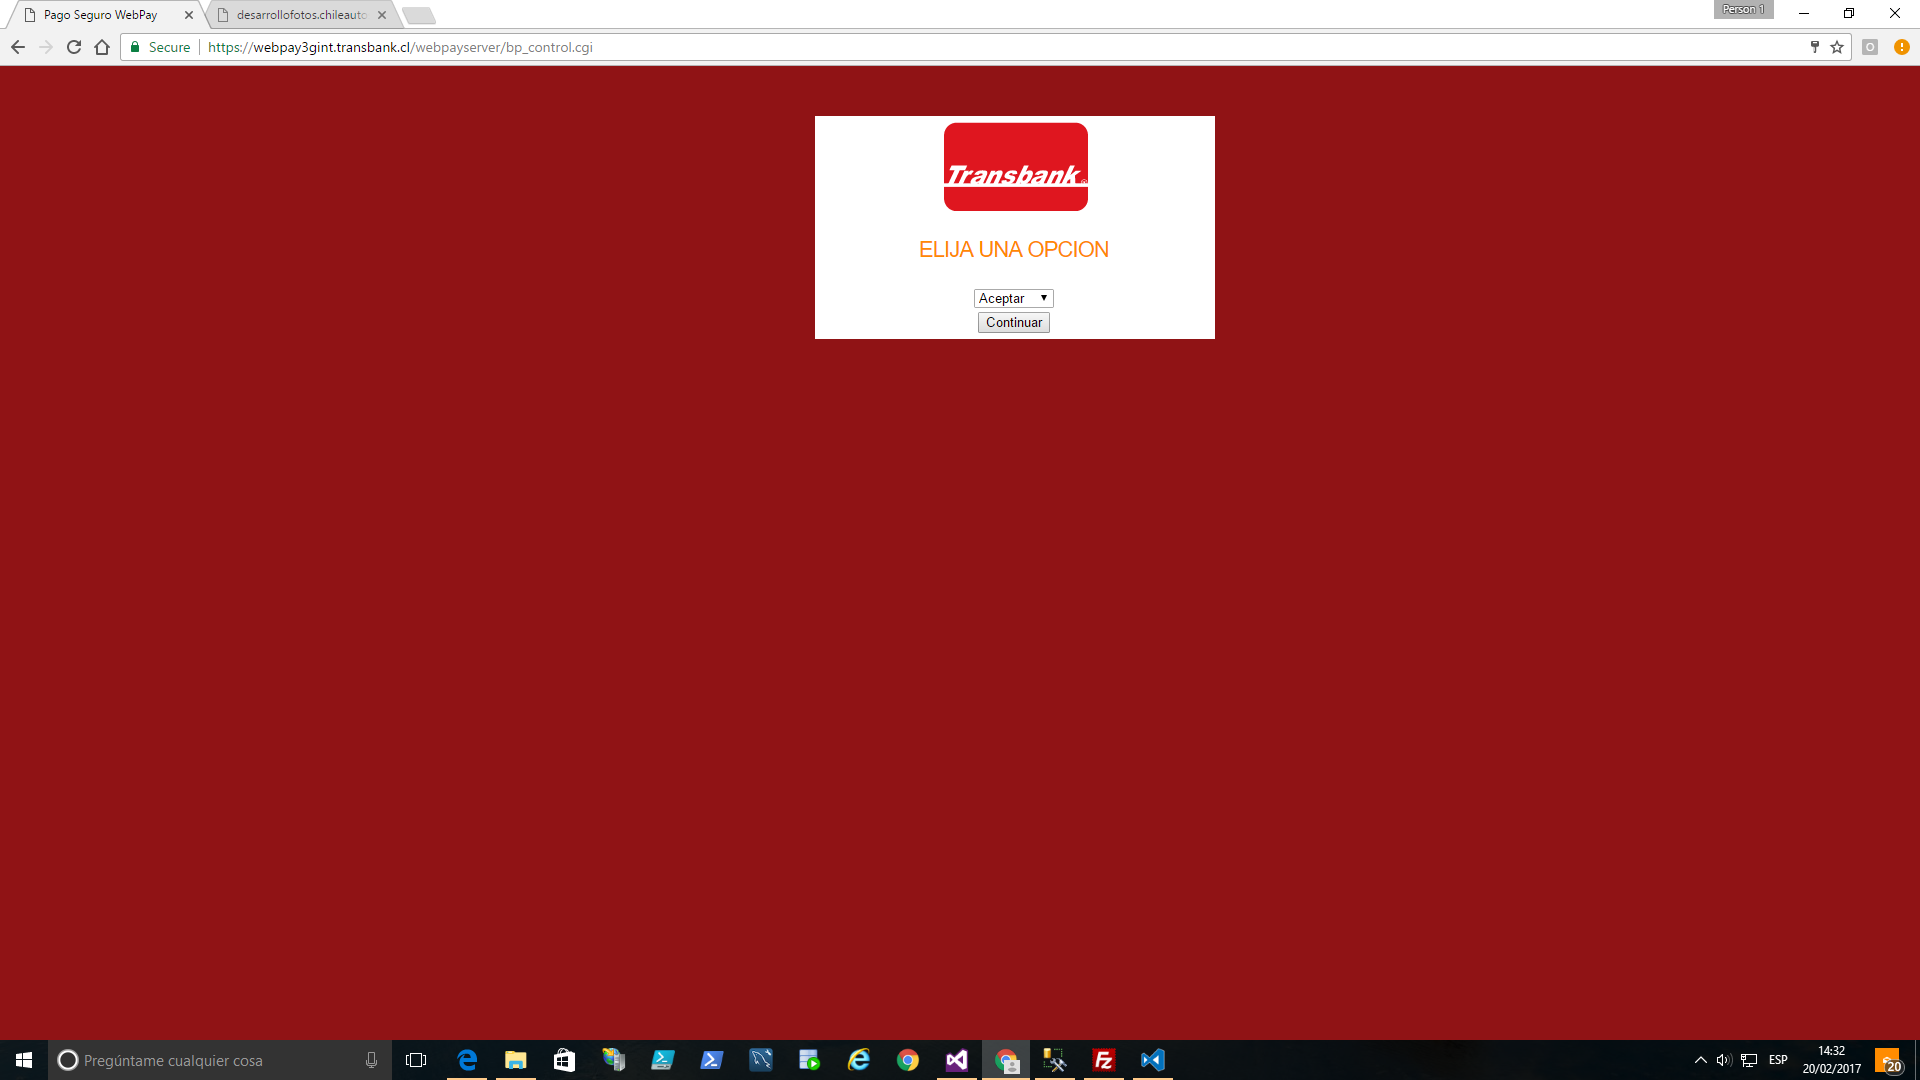 Pago Seguro WebPay
desarrollofotos.chileauto
Person 1
Secure
https://webpay3gint.transbank.cl/webpayserver/bp_control.cgi
Transbank
ELIJA UNA OPCION
Aceptar
Continuar
Pregúntame cualquier cosa
ESP
14:32
20/02/2017
20